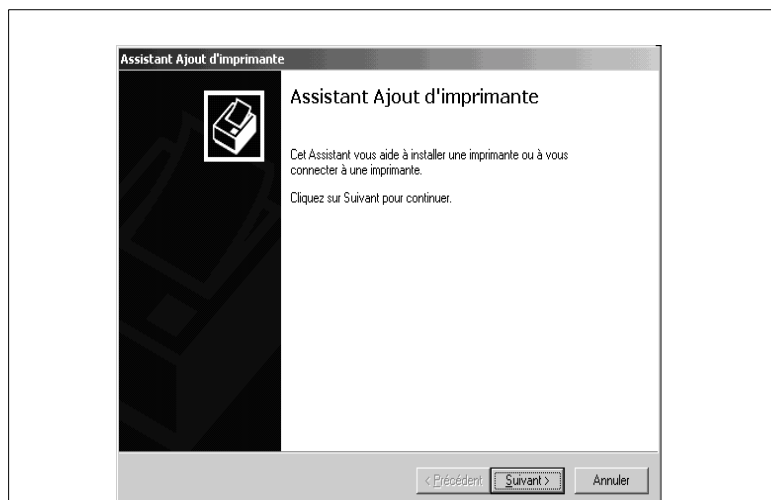 Assistant Ajout d'imprimante
Assistant Ajout d'imprimante
Cet Assistant vous aide à installer une imprimante ou à vous
connecter à une imprimante.
Cliquez sur Suivant pour continuer.
< Précédent
Suivant >
Annuler